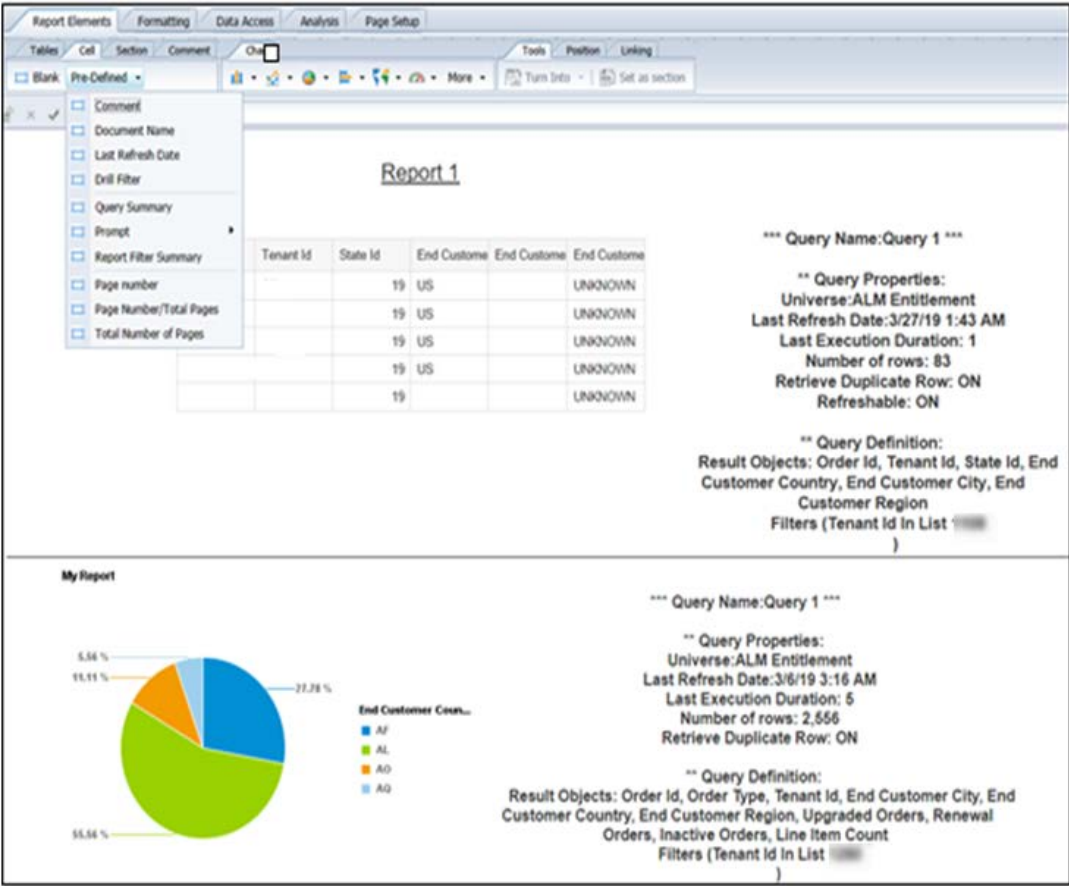 Report Elements Formatting Data Access Analysis Page Setup
Tables Cell Section Comment Cha Tools Position Linking
Blank Pre-Defined More Turn Into Set as section
Comment
Document Name
Last Refresh Date
Drill Filter
Query Summary
Prompt
Report Filter Summary
Page number
Page Number/Total Pages
Total Number of Pages
Report 1
Tenant Id State Id End Custome End Custome End Custome
19 US UNKNOWN
19 US UNKNOWN
19 US UNKNOWN
19 US UNKNOWN
19 UNKNOWN
*** Query Name:Query 1 ***
** Query Properties:
Universe:ALM Entitlement
Last Refresh Date:3/27/19 1:43 AM
Last Execution Duration: 1
Number of rows: 83
Retrieve Duplicate Row: ON
Refreshable: ON
** Query Definition:
Result Objects: Order Id, Tenant Id, State Id, End
Customer Country, End Customer City, End
Customer Region
Filters (Tenant Id In List
)
My Report
5.56 %
11.11 %
27.78 %
55.56 %
End Customer Coun...
AF
AL
AO
AQ
*** Query Name:Query 1 ***
** Query Properties:
Universe:ALM Entitlement
Last Refresh Date:3/6/19 3:16 AM
Last Execution Duration: 5
Number of rows: 2,556
Retrieve Duplicate Row: ON
** Query Definition:
Result Objects: Order Id, Order Type, Tenant Id, End Customer City, End
Customer Country, End Customer Region, Upgraded Orders, Renewal
Orders, Inactive Orders, Line Item Count
Filters (Tenant Id In List
)